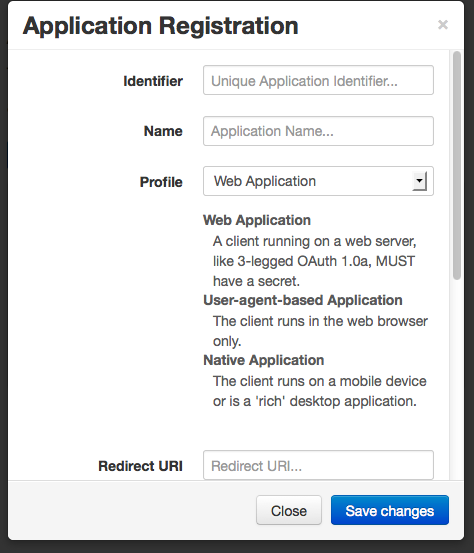 Application Registration ×
Identifier Unique Application Identifier...
Name Application Name...
Profile Web Application
Web Application
A client running on a web server,
like 3-legged OAuth 1.0a, MUST
have a secret.
User-agent-based Application
The client runs in the web browser
only.
Native Application
The client runs on a mobile device
or is a 'rich' desktop application.
Redirect URI Redirect URI...
Close Save changes